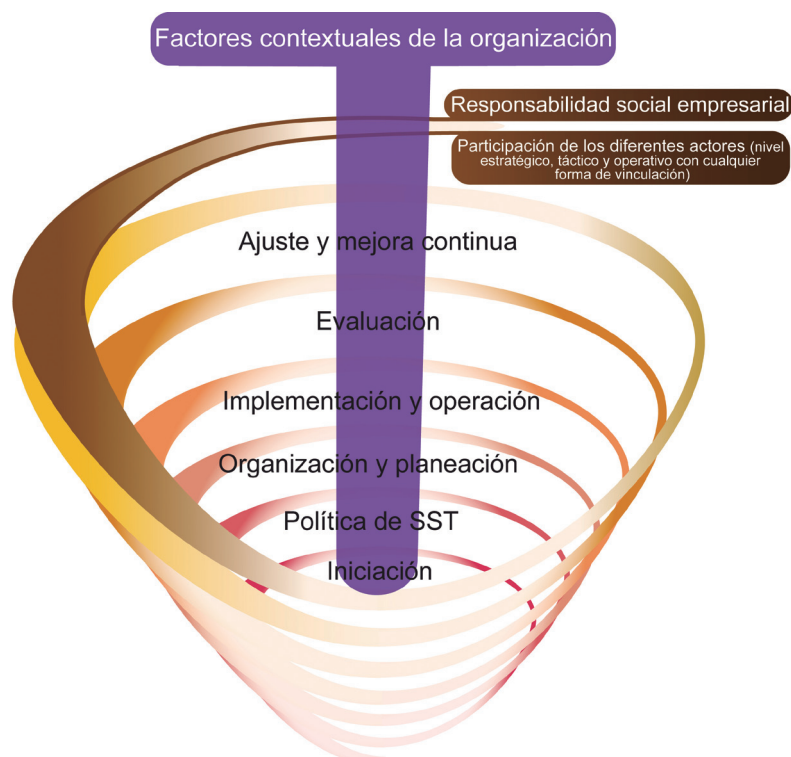 Factores contextuales de la organización
Responsabilidad social empresarial
Participación de los diferentes actores (nivel
estratégico, táctico y operativo con cualquier
forma de vinculación)
Ajuste y mejora continua
Evaluación
Implementación y operación
Organización y planeación
Política de SST
Iniciación